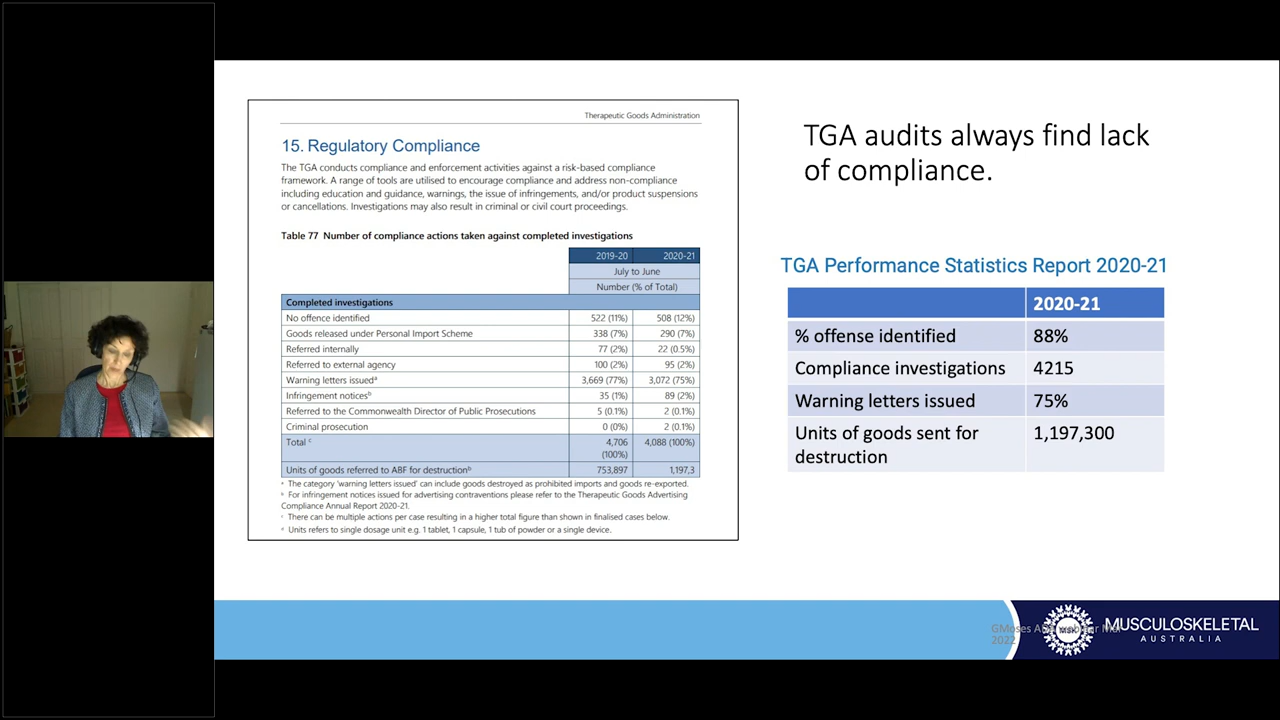 Therapeutic Goods Administration
15. Regulatory Compliance
The TGA conducts compliance and enforcement activities against a risk-based compliance
framework. A range of tools are utilised to encourage compliance and address non-compliance
including education and guidance, warnings, the issue of infringements, and/or product suspensions
or cancellations. Investigations may also result in criminal or civil court proceedings.
Table 77 Number of compliance actions taken against completed investigations
2019-20 2020-21
July to June
Number (% of Total)
Completed investigations
No offence identified 522 (11%) 508 (12%)
Goods released under Personal Import Scheme 338 (7%) 290 (7%)
Referred internally 77 (2%) 22 (0.5%)
Referred to external agency 100 (2%) 95 (2%)
Warning letters issuedᵃ 3,669 (77%) 3,072 (75%)
Infringement noticesᵇ 35 (1%) 89 (2%)
Referred to the Commonwealth Director of Public Prosecutions 5 (0.1%) 2 (0.1%)
Criminal prosecution 0 (0%) 2 (0.1%)
Total ᶜ 4,706 4,088 (100%)
(100%)
Units of goods referred to ABF for destructionᵇ 753,897 1,197,3
ᵃ The category 'warning letters issued' can include goods destroyed as prohibited imports and goods re-exported.
ᵇ For infringement notices issued for advertising contraventions please refer to the Therapeutic Goods Advertising
Compliance Annual Report 2020-21.
ᶜ There can be multiple actions per case resulting in a higher total figure than shown in finalised cases below.
ᵈ Units refers to single dosage unit e.g. 1 tablet, 1 capsule, 1 tub of powder or a single device.
TGA audits always find lack
of compliance.
TGA Performance Statistics Report 2020-21
2020-21
% offense identified 88%
Compliance investigations 4215
Warning letters issued 75%
Units of goods sent for 1,197,300
destruction
GMoses
2022
MSK
MUSCULOSKELETAL
AUSTRALIA